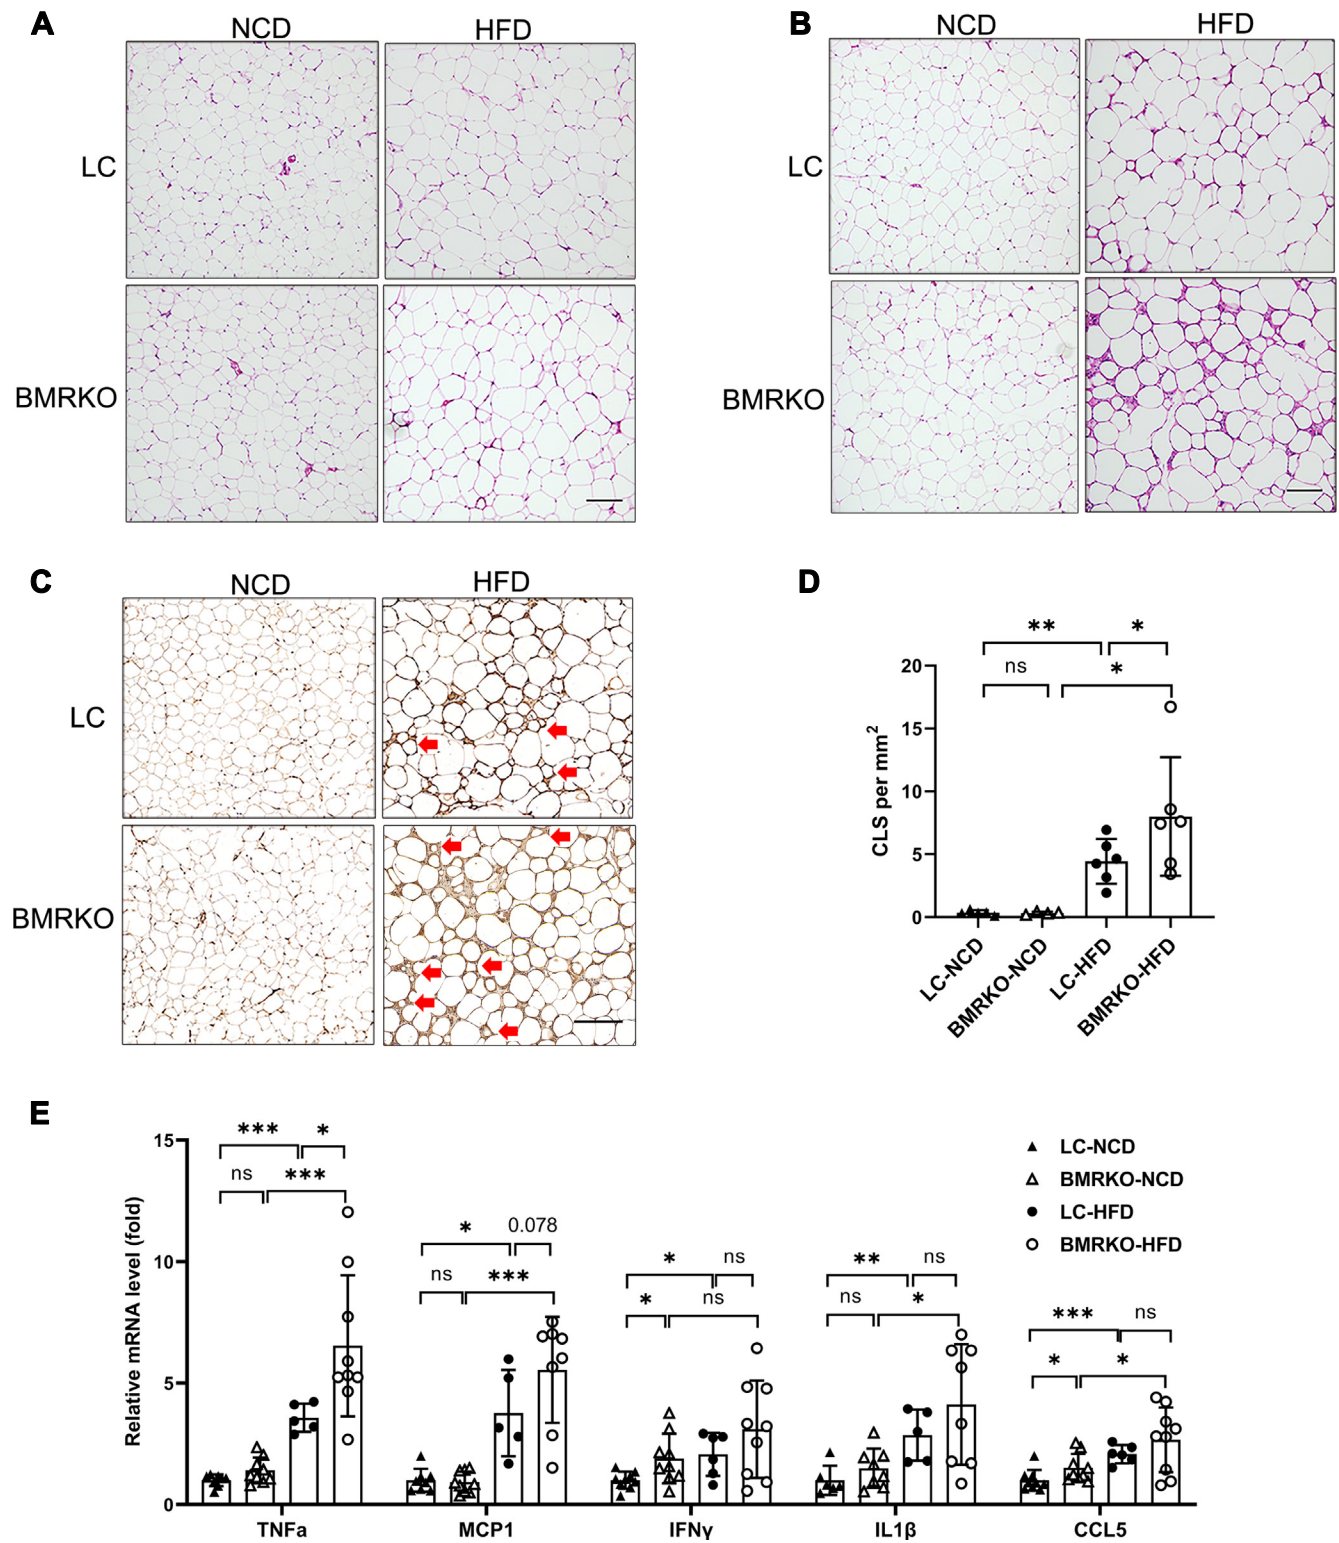 A
NCD
HFD
LC
BMRKO
B
NCD
HFD
LC
BMRKO
C
NCD
HFD
LC
BMRKO
D
** *
ns *
20
15
10
5
0
CLS per mm²
LC-NCD
BMRKO-NCD
LC-HFD
BMRKO-HFD
E
Relative mRNA level (fold)
15
10
5
0
*** *
ns ***
* 0.078
ns ***
* ns
* ns
** ns
ns *
*** ns
* *
LC-NCD
BMRKO-NCD
LC-HFD
BMRKO-HFD
TNFa
MCP1
IFNγ
IL1β
CCL5